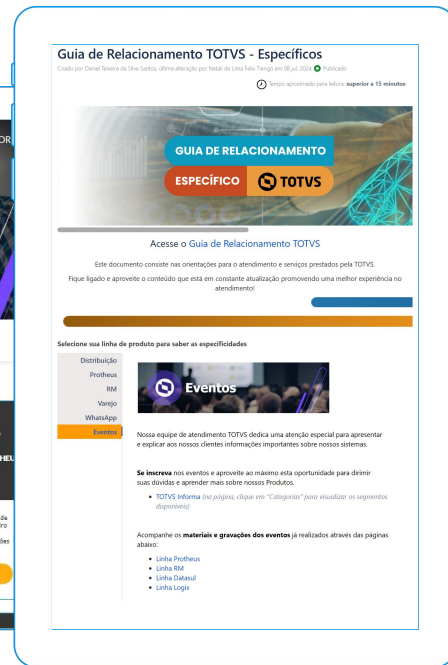 Guia de Relacionamento TOTVS - Específicos
Criado por Daniel Teixeira da Silva Santos, última alteração por Natali de Lima Felix Tiengo em 08 jul, 2024 Publicado
Tempo aproximado para leitura: superior a 15 minutos
GUIA DE RELACIONAMENTO
ESPECÍFICO TOTVS
Acesse o Guia de Relacionamento TOTVS
Este documento consiste nas orientações para o atendimento e serviços prestados pela TOTVS.
Fique ligado e aproveite o conteúdo que está em constante atualização promovendo uma melhor experiência no
atendimento!
Selecione sua linha de produto para saber as especificidades
Distribuição
Protheus
RM
Varejo
WhatsApp
Eventos
Eventos
Nossa equipe de atendimento TOTVS dedica uma atenção especial para apresentar
e explicar aos nossos clientes informações importantes sobre nossos sistemas.
Se inscreva nos eventos e aproveite ao máximo esta oportunidade para dirimir
suas dúvidas e aprender mais sobre nossos Produtos.
• TOTVS Informa (na página, clique em "Categorias" para visualizar os segmentos
disponíveis)
Acompanhe os materiais e gravações dos eventos já realizados através das páginas
abaixo:
• Linha Protheus
• Linha RM
• Linha Datasul
• Linha Logix